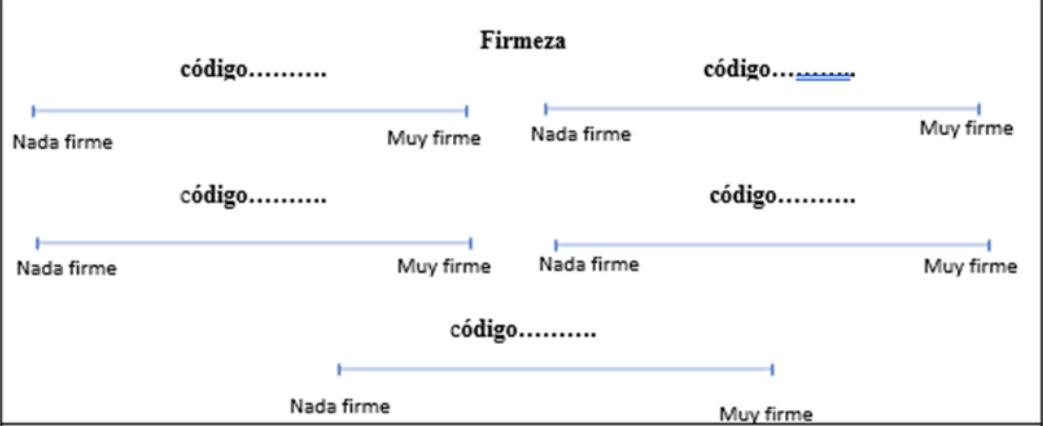 Firmeza
código.......... código..........
Nada firme Muy firme Nada firme Muy firme
código.......... código..........
Nada firme Muy firme Nada firme Muy firme
código..........
Nada firme Muy firme